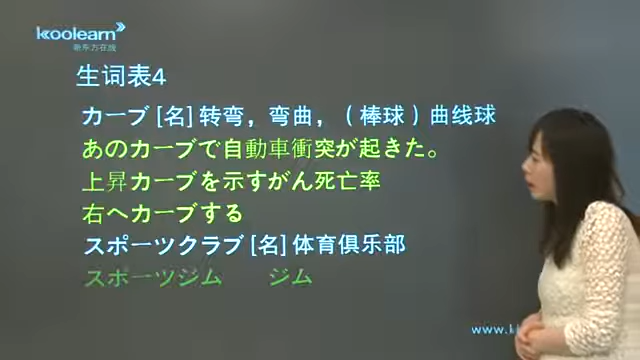 koolearn
新东方在线
生词表4
カーブ [名] 转弯，弯曲，（棒球）曲线球
あのカーブで自動車衝突が起きた。
上昇カーブを示すがん死亡率
右へカーブする
スポーツクラブ [名] 体育俱乐部
スポーツジム　　ジム
www.k